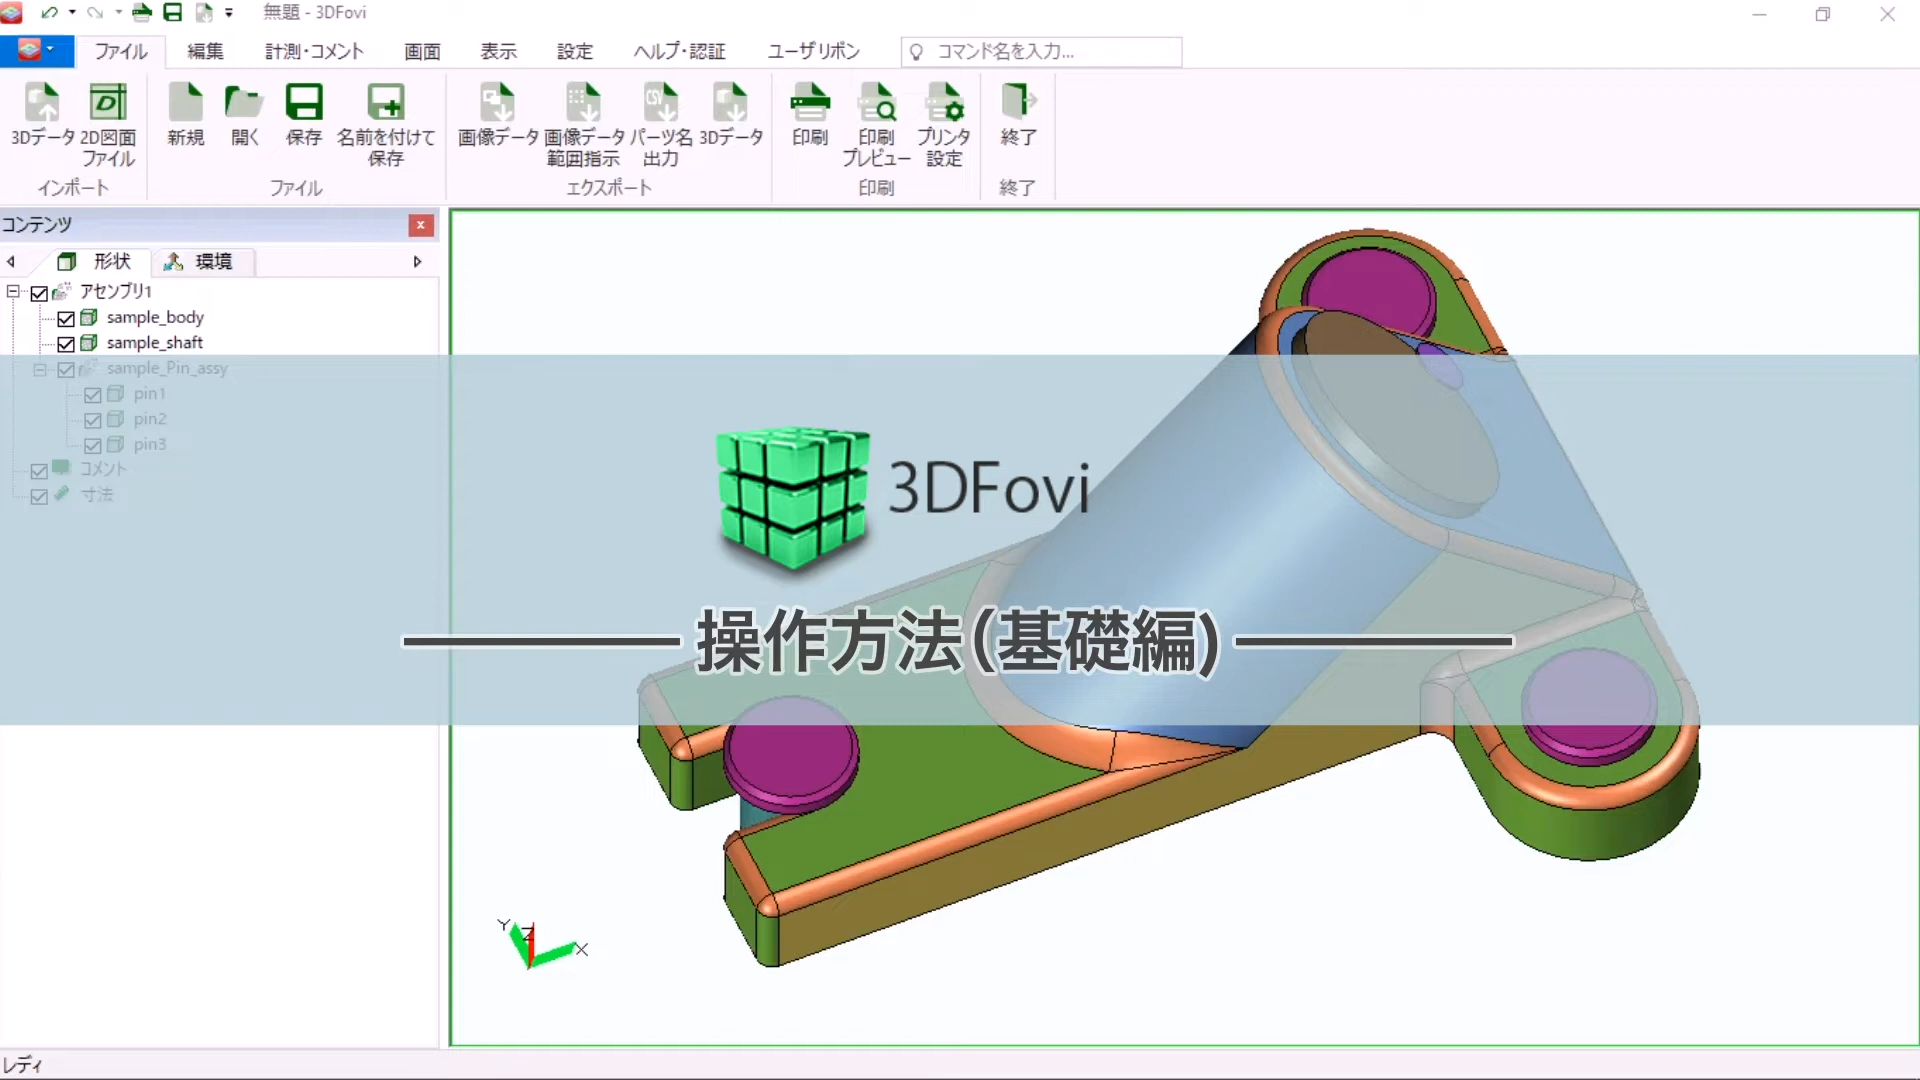 無題 - 3DFovi
ファイル 編集 計測・コメント 画面 表示 設定 ヘルプ・認証 ユーザリボン コマンド名を入力...
3Dデータ 2D図面 新規 開く 保存 名前を付けて 画像データ 画像データ パーツ名 3Dデータ 印刷 印刷 プリンタ 終了
ファイル 保存 範囲指示 出力 プレビュー 設定
インポート ファイル エクスポート 印刷 終了
コンテンツ
形状 環境
アセンブリ1
sample_body
sample_shaft
sample_Pin_assy
pin1
pin2
pin3
コメント
寸法
3DFovi
操作方法(基礎編)
Y Z X
レディ